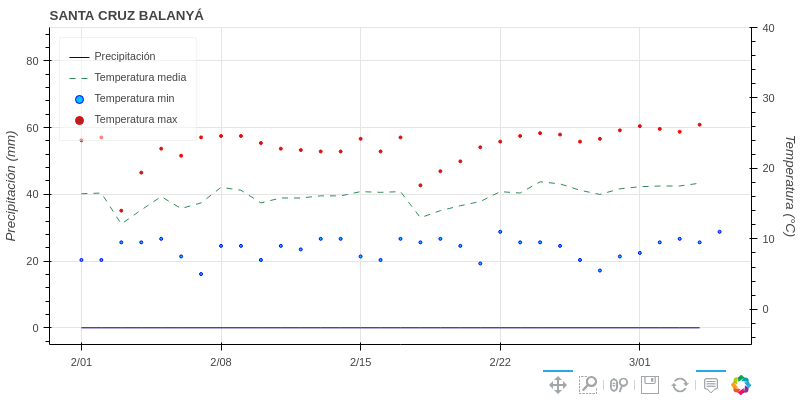 SANTA CRUZ BALANYÁ
Precipitación
Temperatura media
Temperatura min
Temperatura max
Precipitación (mm)
80
60
40
20
0
Temperatura (°C)
40
30
20
10
0
2/01
2/08
2/15
2/22
3/01